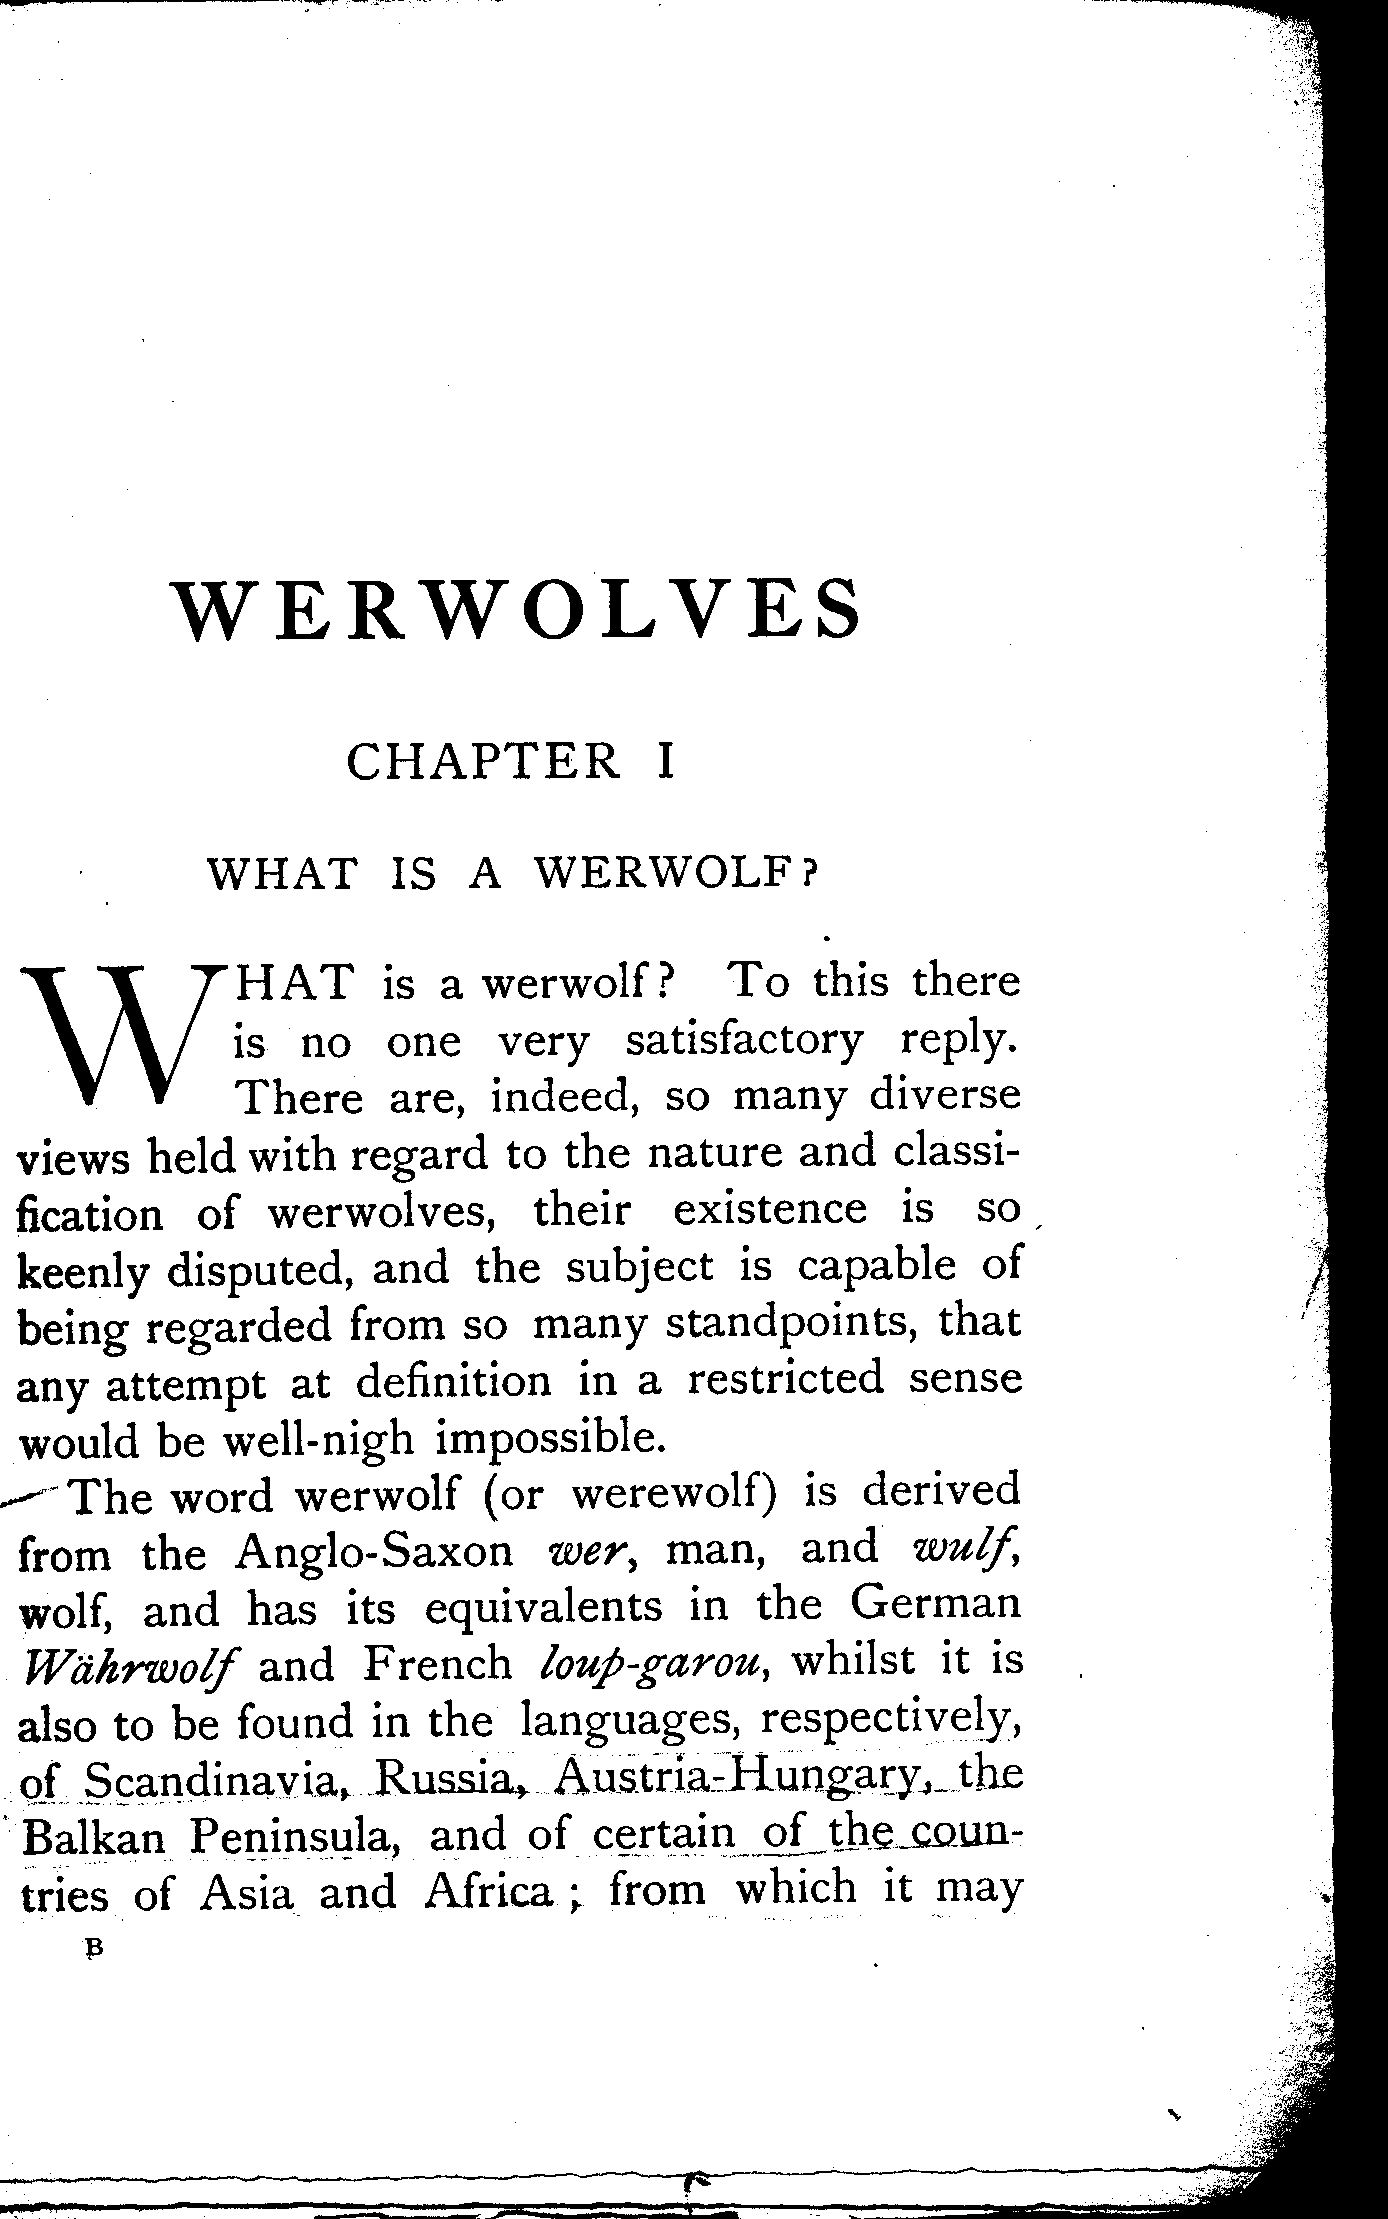 WERWOLVES
CHAPTER I
WHAT IS A WERWOLF?
WHAT is a werwolf? To this there
is no one very satisfactory reply.
There are, indeed, so many diverse
views held with regard to the nature and classi-
fication of werwolves, their existence is so
keenly disputed, and the subject is capable of
being regarded from so many standpoints, that
any attempt at definition in a restricted sense
would be well-nigh impossible.
The word werwolf (or werewolf) is derived
from the Anglo-Saxon wer, man, and wulf,
wolf, and has its equivalents in the German
Währwolf and French loup-garou, whilst it is
also to be found in the languages, respectively,
of Scandinavia, Russia, Austria-Hungary, the
Balkan Peninsula, and of certain of the coun-
tries of Asia and Africa; from which it may
B